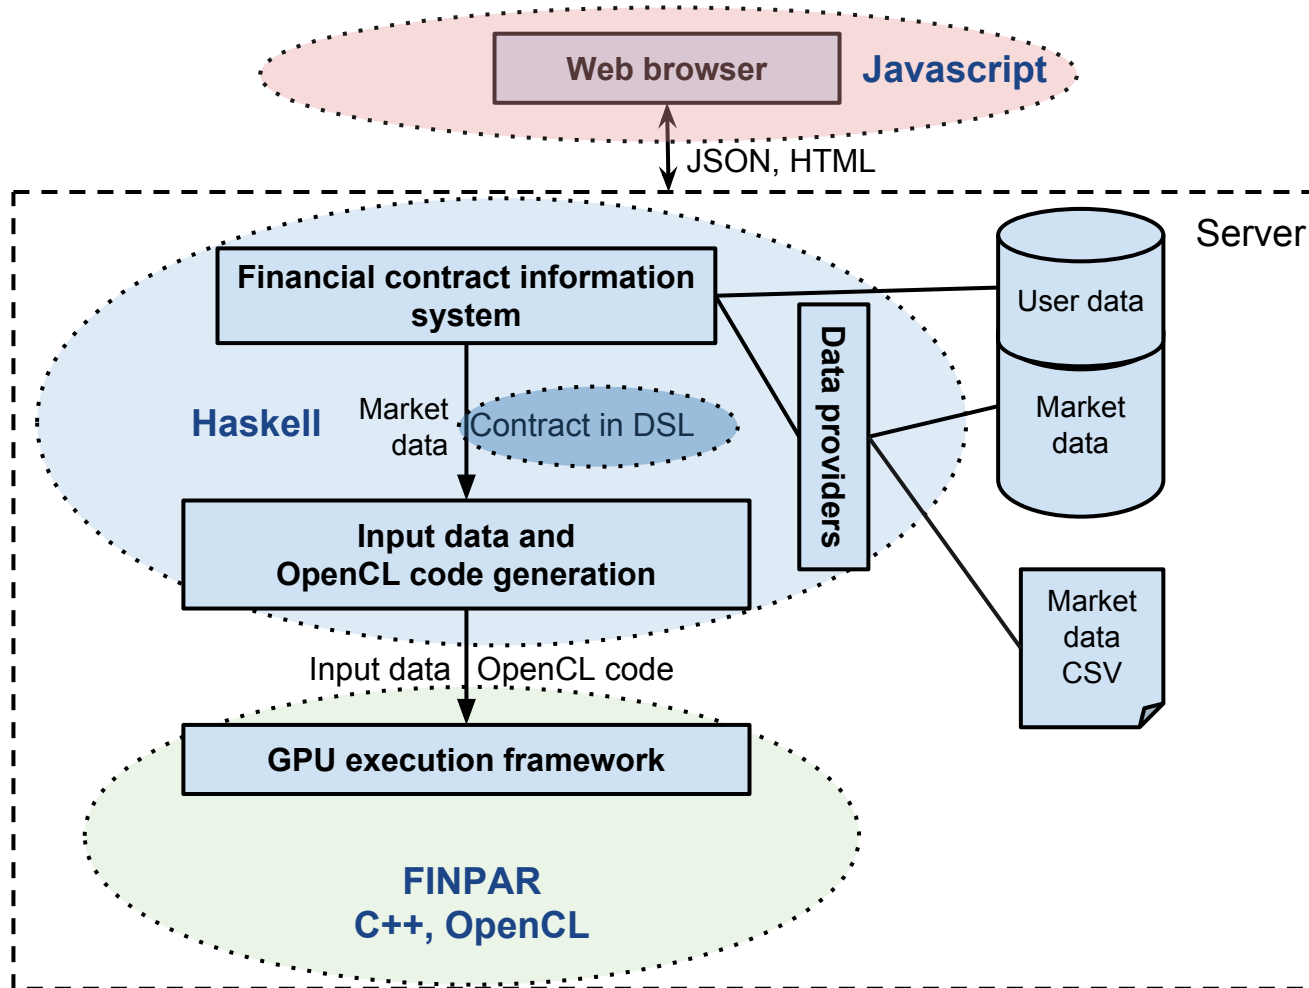 Web browser
Javascript
JSON, HTML
Server
Financial contract information
system
User data
Data providers
Haskell
Market
data
Contract in DSL
Market
data
Input data and
OpenCL code generation
Market
data
CSV
Input data
OpenCL code
GPU execution framework
FINPAR
C++, OpenCL